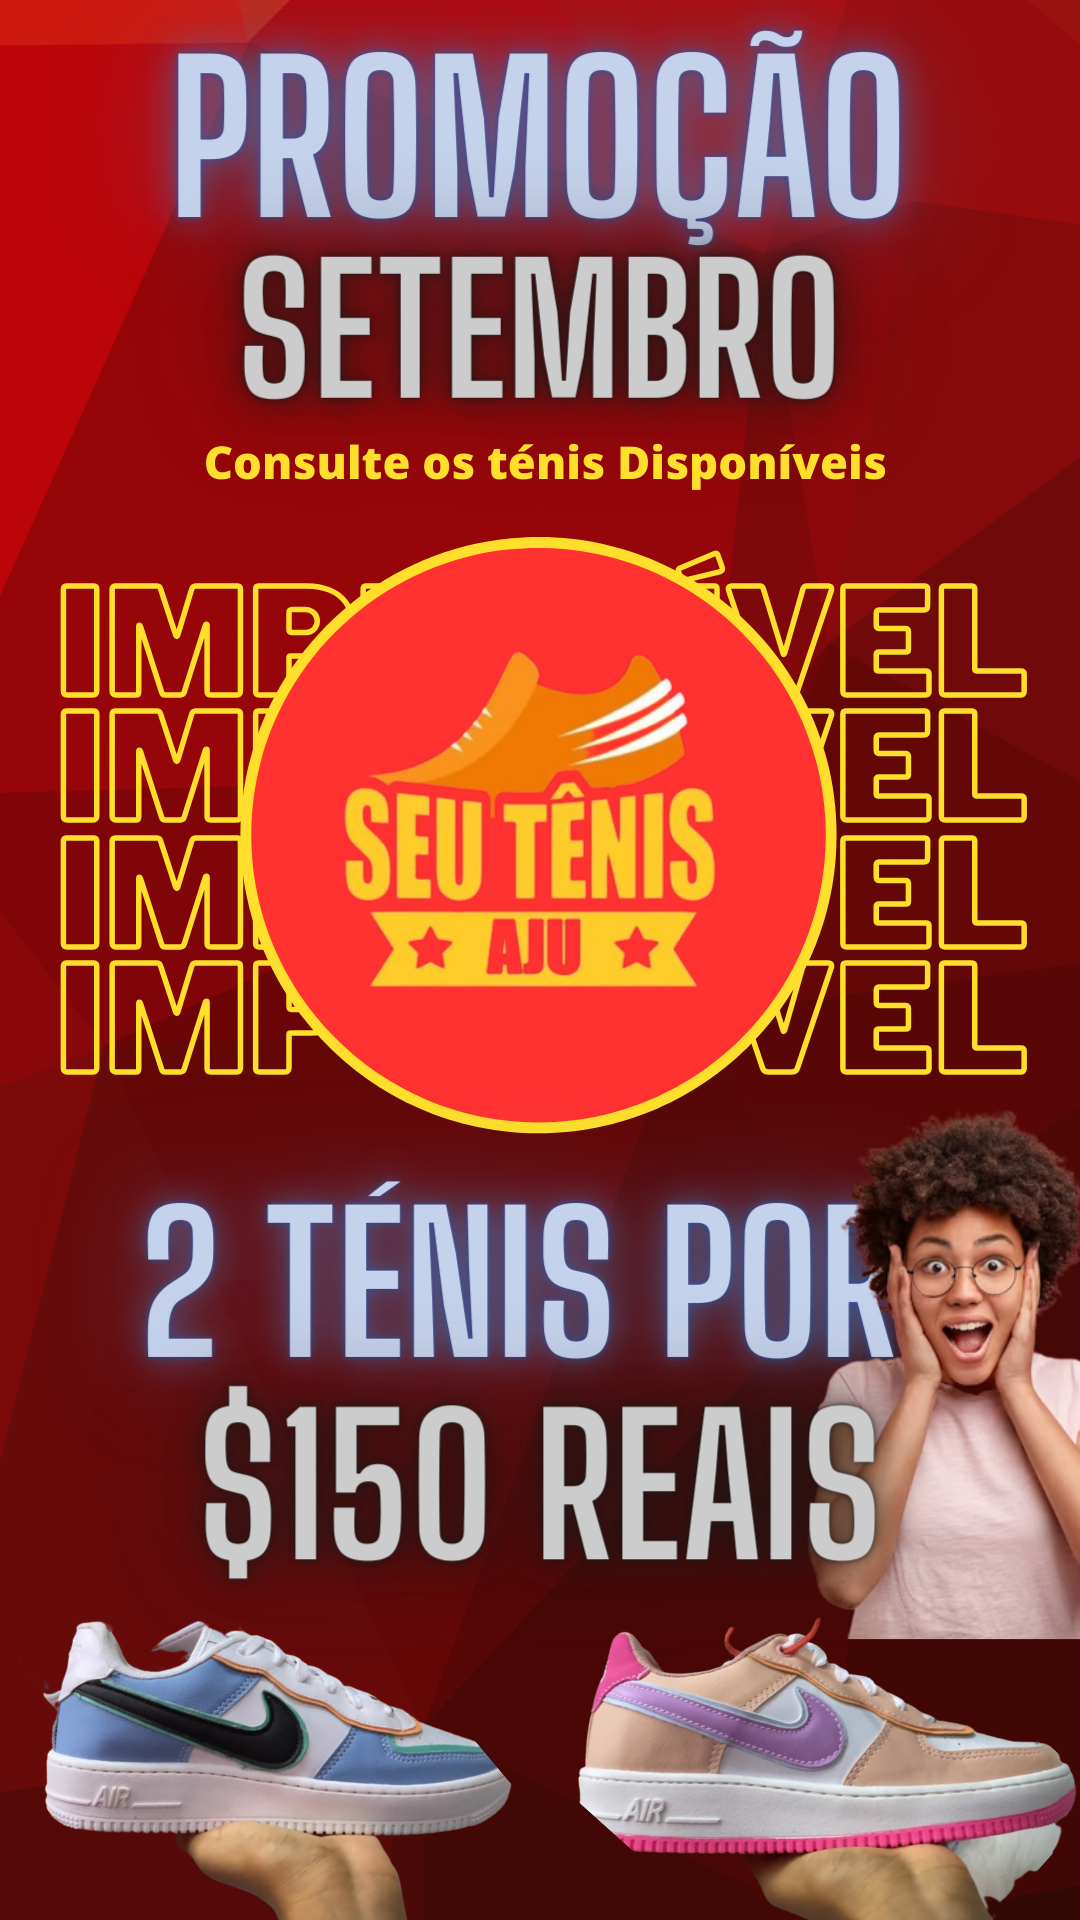 PROMOÇÃO
SETEMBRO
Consulte os ténis Disponíveis
SEU TÊNIS
AJU
2 TÉNIS POR
$150 REAIS
AIR
AIR